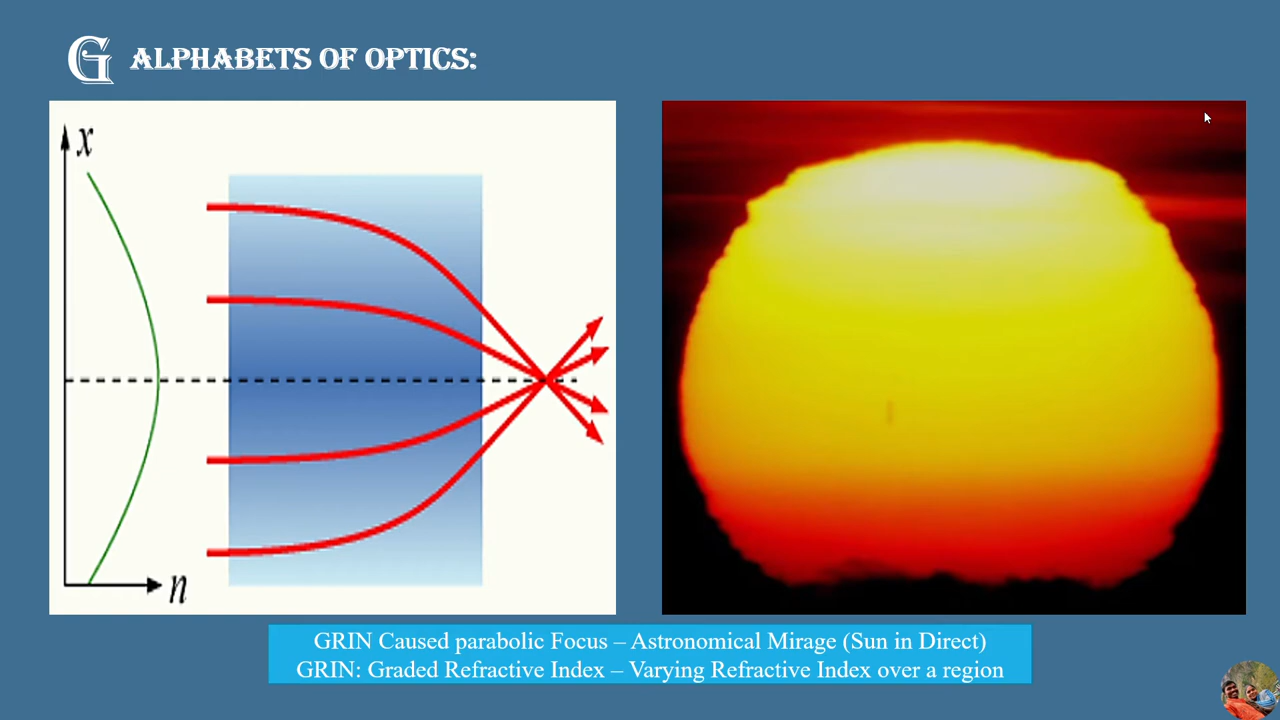 G ALPHABETS OF OPTICS:
x
n
GRIN Caused parabolic Focus – Astronomical Mirage (Sun in Direct)
GRIN: Graded Refractive Index – Varying Refractive Index over a region